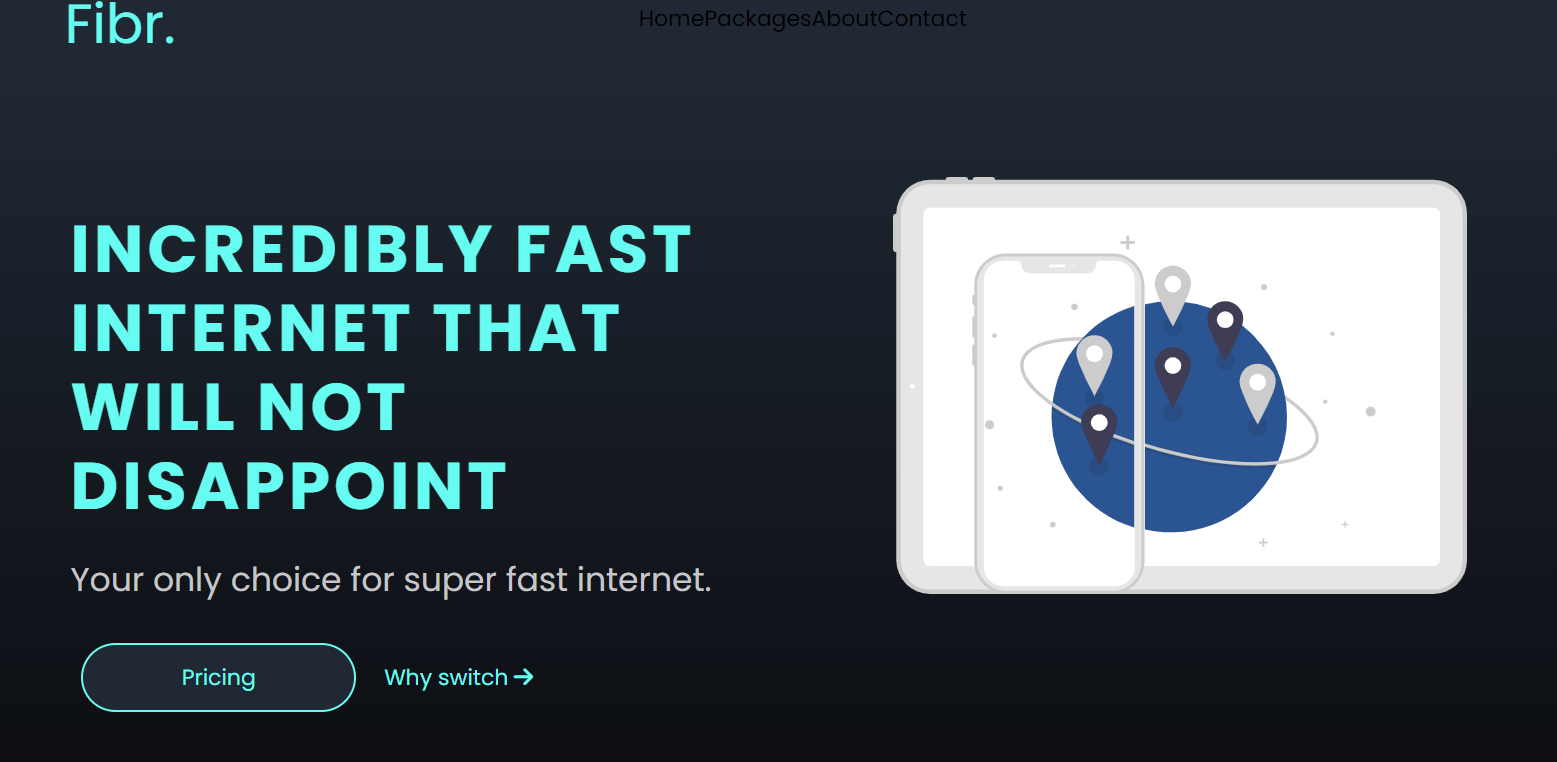 Fibr.
HomePackagesAboutContact
INCREDIBLY FAST
INTERNET THAT
WILL NOT
DISAPPOINT
Your only choice for super fast internet.
Pricing
Why switch